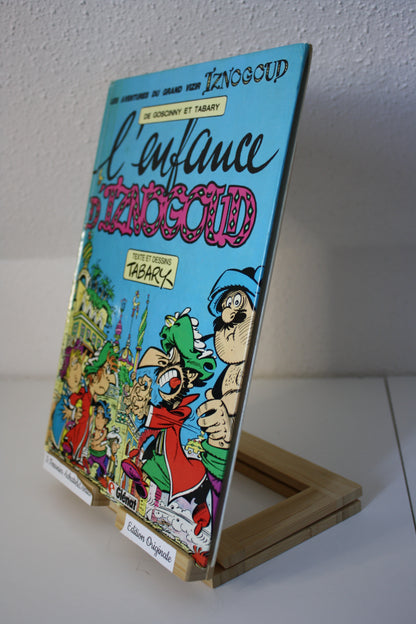 LES AVENTURES DU GRAND VIZIR IZNOGOUD
DE GOSCINNY ET TABARY
l'enfance
D'IZNOGOUD
TEXTE ET DESSINS
TABARY
Glénat
Edition Originale